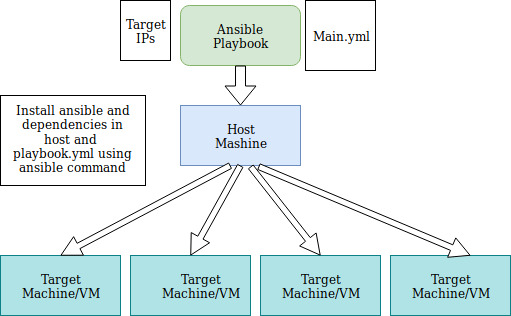 Target
IPs
Ansible
Playbook
Main.yml
Install ansible and
dependencies in
host and
playbook.yml using
ansible command
Host
Mashine
Target
Machine/VM
Target
Machine/VM
Target
Machine/VM
Target
Machine/VM